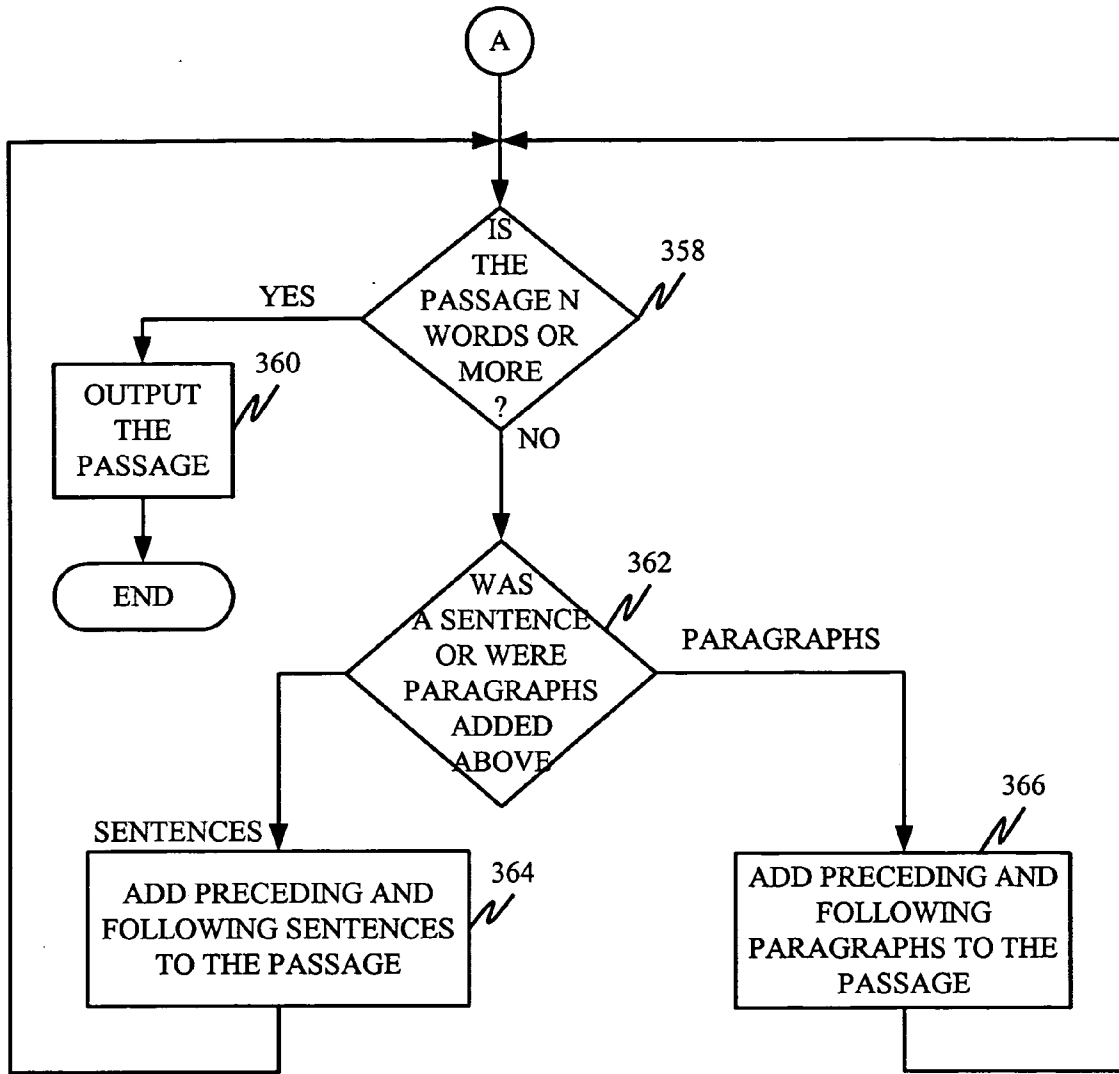 A
IS
THE
PASSAGE N
WORDS OR
MORE
?
358
YES
360
OUTPUT
THE
PASSAGE
NO
END
362
WAS
A SENTENCE
OR WERE
PARAGRAPHS
ADDED
ABOVE
PARAGRAPHS
SENTENCES
364
ADD PRECEDING AND
FOLLOWING SENTENCES
TO THE PASSAGE
366
ADD PRECEDING AND
FOLLOWING
PARAGRAPHS TO THE
PASSAGE